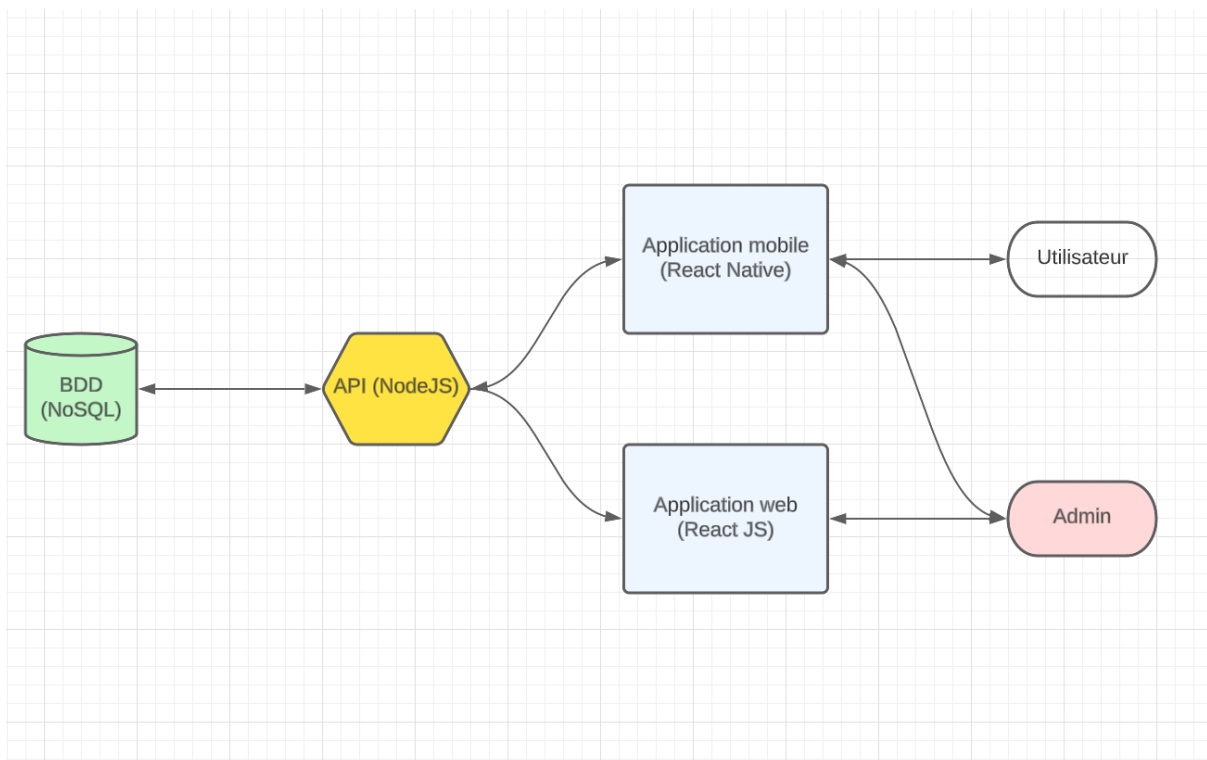 Application mobile
(React Native)
Utilisateur
BDD
(NoSQL)
API (NodeJS)
Application web
(React JS)
Admin